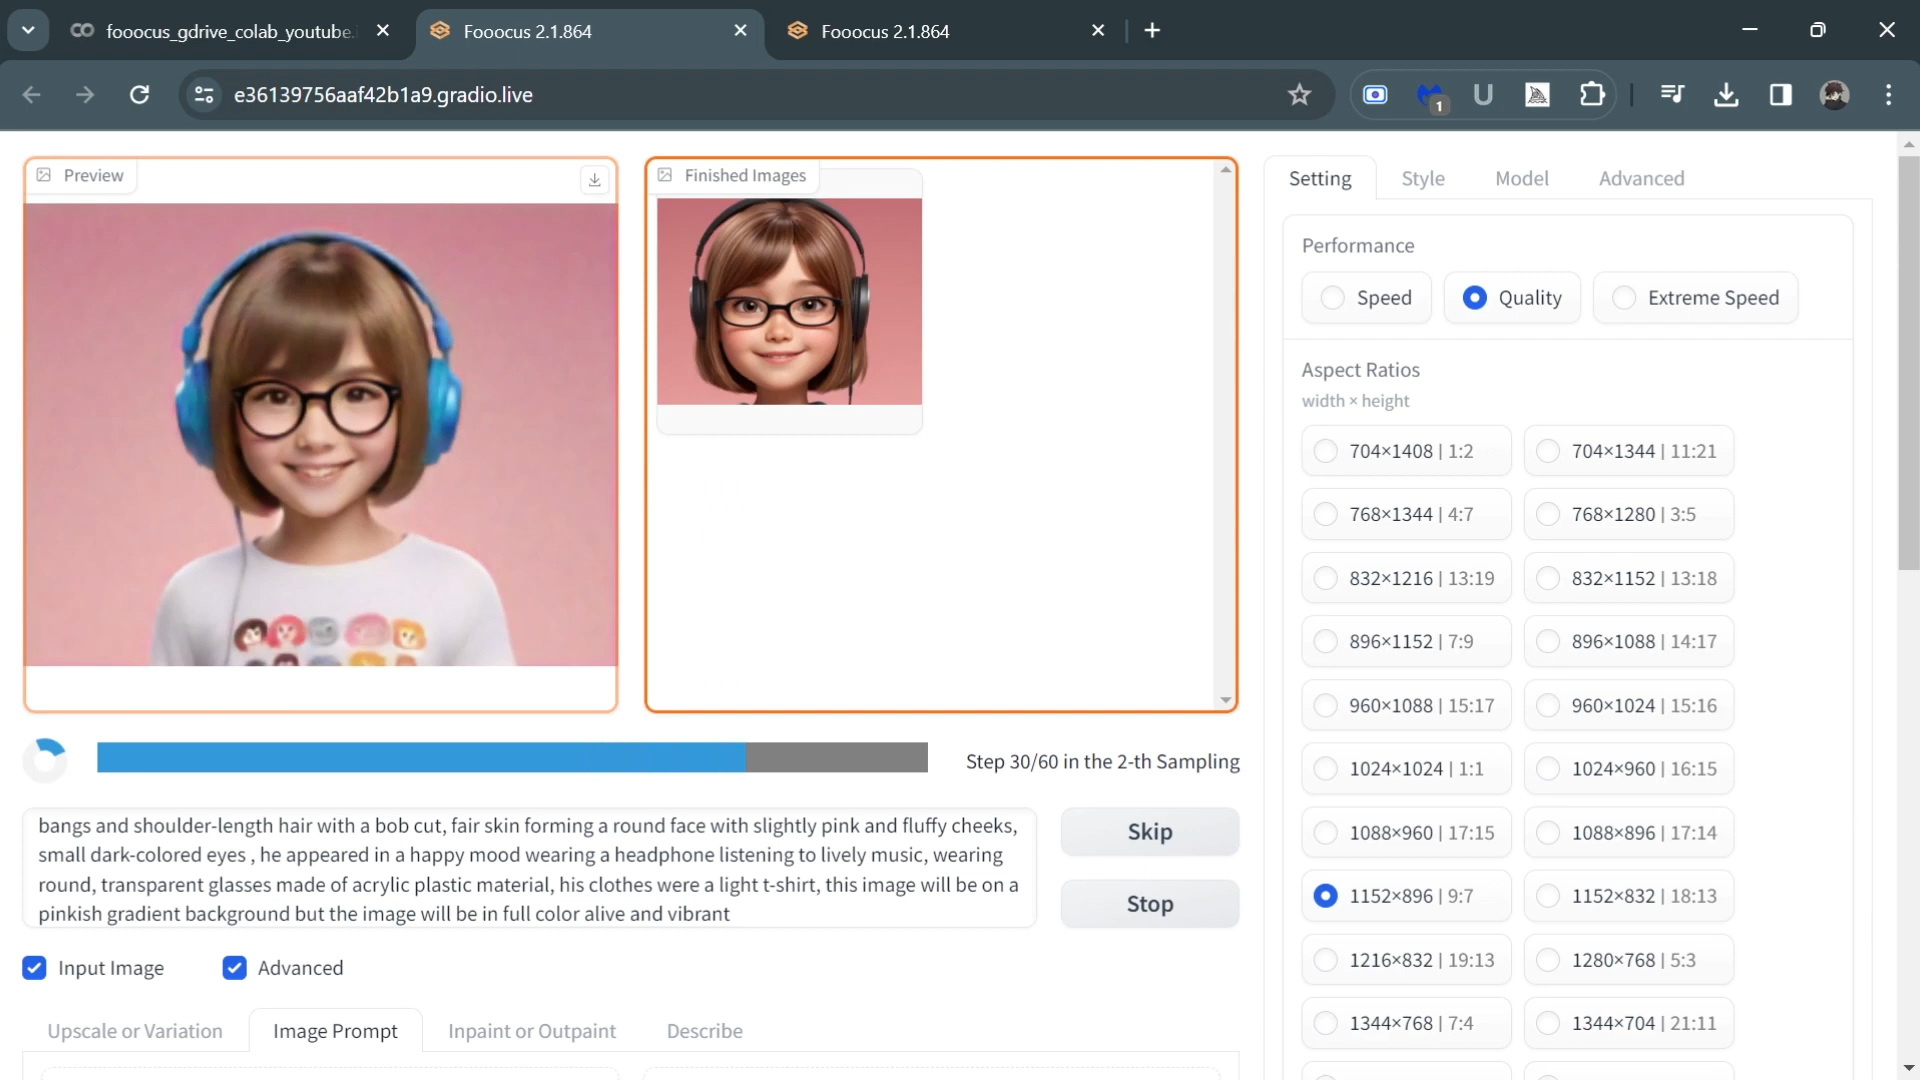 fooocus_gdrive_colab_youtube.
Fooocus 2.1.864
Fooocus 2.1.864
e36139756aaf42b1a9.gradio.live
1
Preview
Finished Images
Setting
Style
Model
Advanced
Performance
Speed
Quality
Extreme Speed
Aspect Ratios
width × height
704×1408 | 1:2
704×1344 | 11:21
768×1344 | 4:7
768×1280 | 3:5
832×1216 | 13:19
832×1152 | 13:18
896×1152 | 7:9
896×1088 | 14:17
960×1088 | 15:17
960×1024 | 15:16
1024×1024 | 1:1
1024×960 | 16:15
1088×960 | 17:15
1088×896 | 17:14
1152×896 | 9:7
1152×832 | 18:13
1216×832 | 19:13
1280×768 | 5:3
1344×768 | 7:4
1344×704 | 21:11
Step 30/60 in the 2-th Sampling
bangs and shoulder-length hair with a bob cut, fair skin forming a round face with slightly pink and fluffy cheeks,
small dark-colored eyes , he appeared in a happy mood wearing a headphone listening to lively music, wearing
round, transparent glasses made of acrylic plastic material, his clothes were a light t-shirt, this image will be on a
pinkish gradient background but the image will be in full color alive and vibrant
Skip
Stop
Input Image
Advanced
Upscale or Variation
Image Prompt
Inpaint or Outpaint
Describe